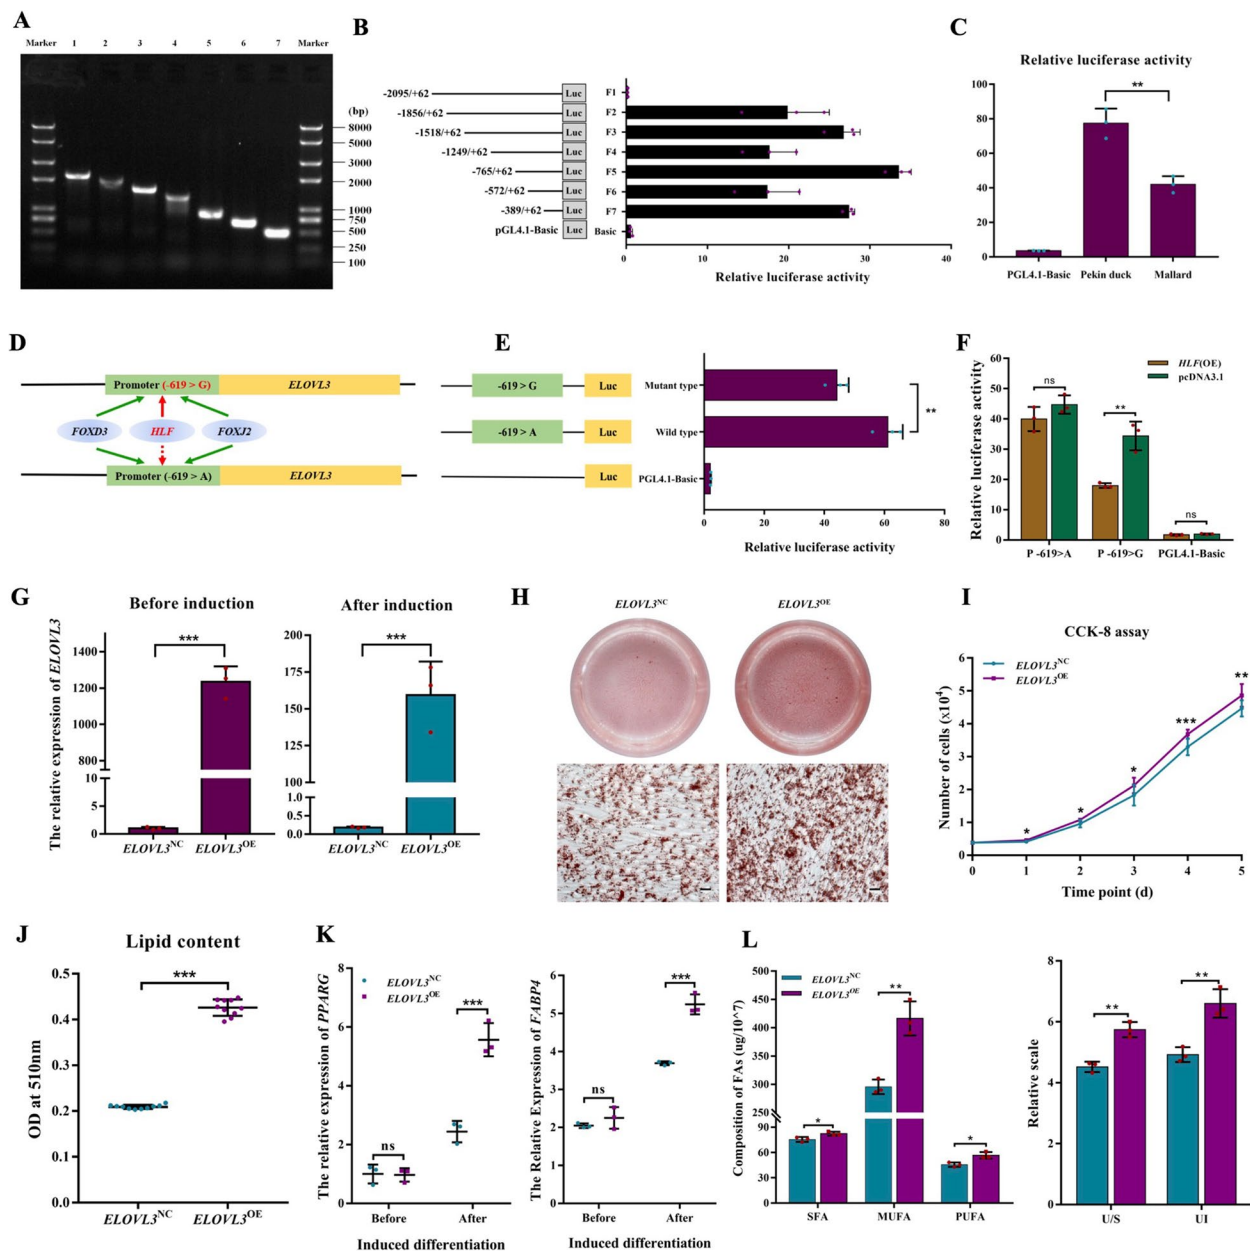 A
Marker 1 2 3 4 5 6 7 Marker
(bp)
8000
5000
3000
2000
1000
750
500
250
100
B
-2095/+62 Luc F1
-1856/+62 Luc F2
-1518/+62 Luc F3
-1249/+62 Luc F4
-765/+62 Luc F5
-572/+62 Luc F6
-389/+62 Luc F7
pGL4.1-Basic Luc Basic
0 10 20 30 40
Relative luciferase activity
C
Relative luciferase activity
**
100
80
60
40
20
0
PGL4.1-Basic Pekin duck Mallard
D
Promoter (-619 > G) ELOVL3
FOXD3 HLF FOXJ2
Promoter (-619 > A) ELOVL3
E
-619 > G Luc Mutant type
-619 > A Luc Wild type
Luc PGL4.1-Basic
**
0 20 40 60 80
Relative luciferase activity
F
HLF(OE)
pcDNA3.1
Relative luciferase activity
60
50
40
30
20
10
0
ns ** ns
P -619>A P -619>G PGL4.1-Basic
G
The relative expression of ELOVL3
Before induction
***
1400
1200
1000
800
10
5
0
ELOVL3NC ELOVL3OE
After induction
***
200
175
150
125
100
1.0
0.5
0.0
ELOVL3NC ELOVL3OE
H
ELOVL3NC ELOVL3OE
I
CCK-8 assay
ELOVL3NC
ELOVL3OE
Number of cells (x10⁴)
6
5
4
2
1
0
* * * *** **
0 1 2 3 4 5
Time point (d)
J
Lipid content
***
OD at 510nm
0.5
0.4
0.3
0.2
0.1
0.0
ELOVL3NC ELOVL3OE
K
The relative expression of PPARG
8
6
4
2
0
ELOVL3NC
ELOVL3OE
ns ***
Before After
Induced differentiation
The Relative Expression of FABP4
6
4
2
0
ns ***
Before After
Induced differentiation
L
ELOVL3NC
ELOVL3OE
Composition of FAs (ug/10^7)
500
450
400
350
300
250
90
60
30
0
* ** *
SFA MUFA PUFA
Relative scale
8
6
4
0
** **
U/S UI